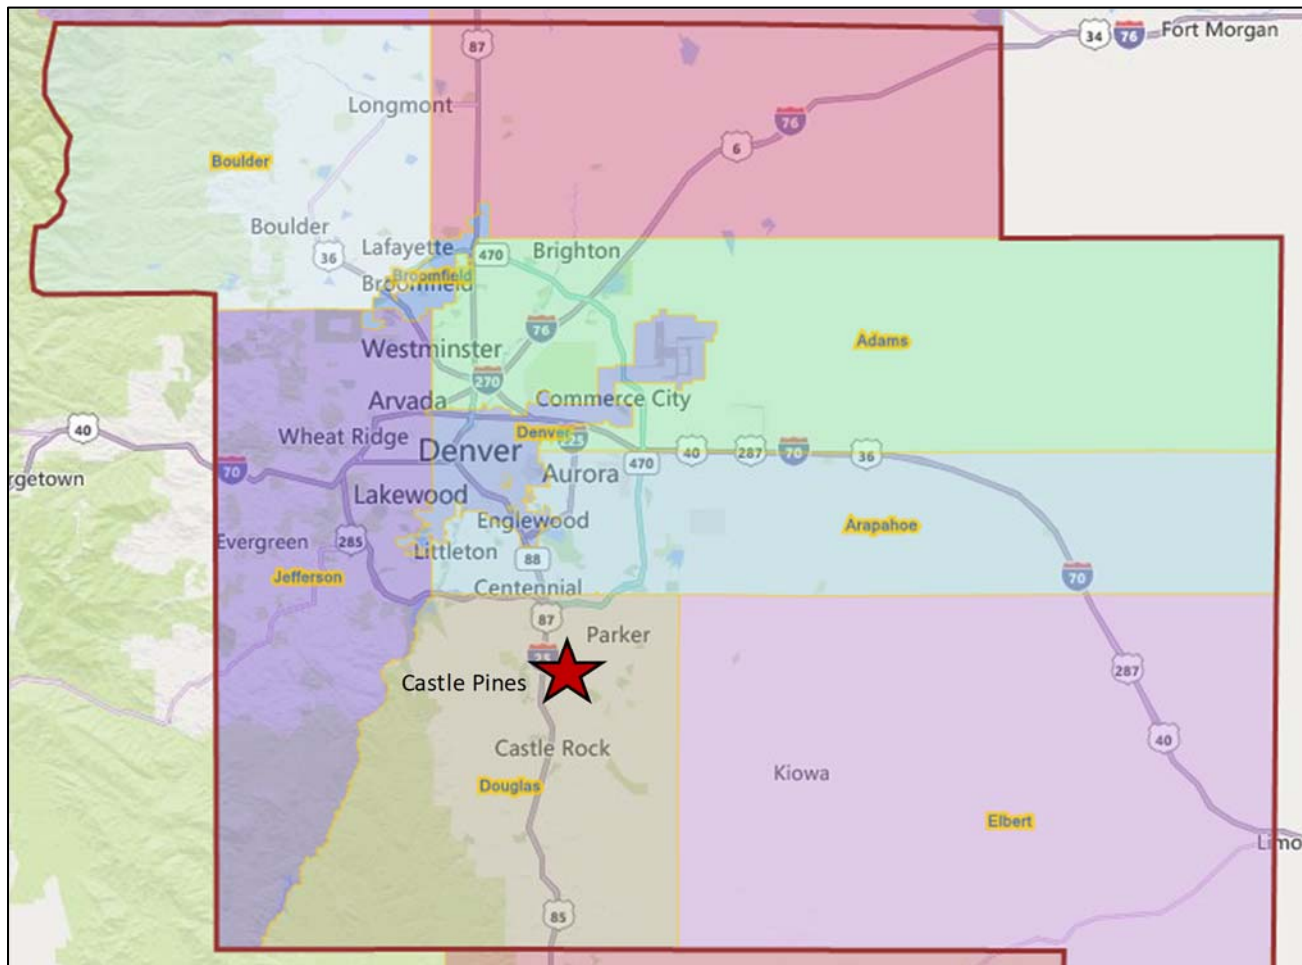 87
34
76
Fort Morgan
Longmont
76
6
Boulder
Boulder
36
Lafayette
470
Brighton
Broomfield
Broomfield
76
Westminster
Adams
270
Arvada
Commerce City
40
Wheat Ridge
Denver
Denver
225
40
287
70
36
470
70
rgetown
Aurora
Lakewood
Englewood
Arapahoe
Evergreen
285
Littleton
88
Jefferson
Centennial
70
87
Parker
Castle Pines
287
40
Castle Rock
Kiowa
Douglas
Elbert
Limo
85